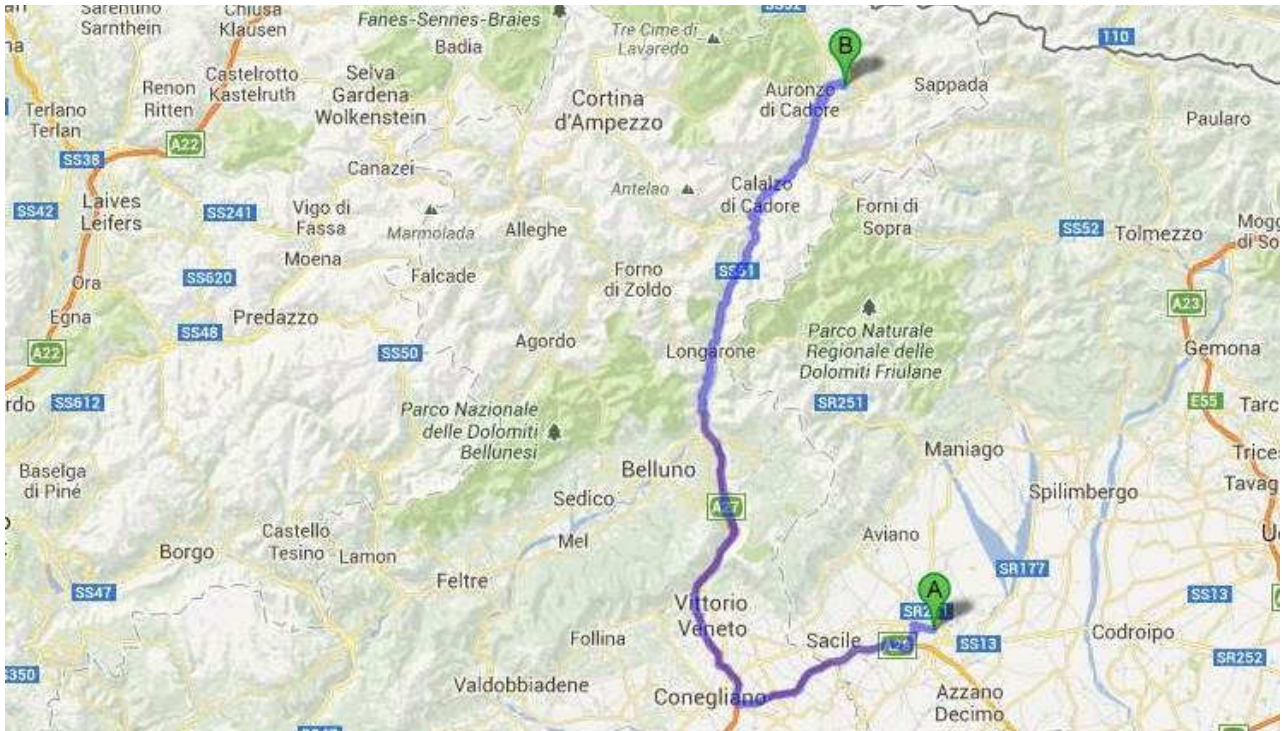 Sarentino
Sarnthein
Chiusa
Klausen
Fanes-Sennes-Braies
Badia
Tre Cime di
Lavaredo
B
110
Renon
Ritten
Castelrotto
Kastelruth
Selva
Gardena
Wolkenstein
Cortina
d'Ampezzo
Auronzo
di Cadore
Sappada
Terlano
Terlan
A22
Paularo
SS38
Canazei
Antelao
Calalzo
di Cadore
SS42
Laives
Leifers
SS241
Vigo di
Fassa
Marmolada
Alleghe
Forni di
Sopra
SS52
Tolmezzo
Moena
Falcade
Forno
di Zoldo
SS51
SS620
Ora
Egna
SS48
Predazzo
A23
Parco Naturale
Regionale delle
Dolomiti Friulane
A22
SS50
Agordo
Longarone
Gemona
SS612
Parco Nazionale
delle Dolomiti
Bellunesi
SR251
E55
Baselga
di Piné
Belluno
Maniago
Sedico
A27
Spilimbergo
Castello
Tesino
Mel
Aviano
Borgo
Lamon
Feltre
SR177
SS47
Vittorio
Veneto
A
SS13
Follina
Sacile
A28
SS13
Codroipo
SR252
Valdobbiadene
Conegliano
Azzano
Decimo